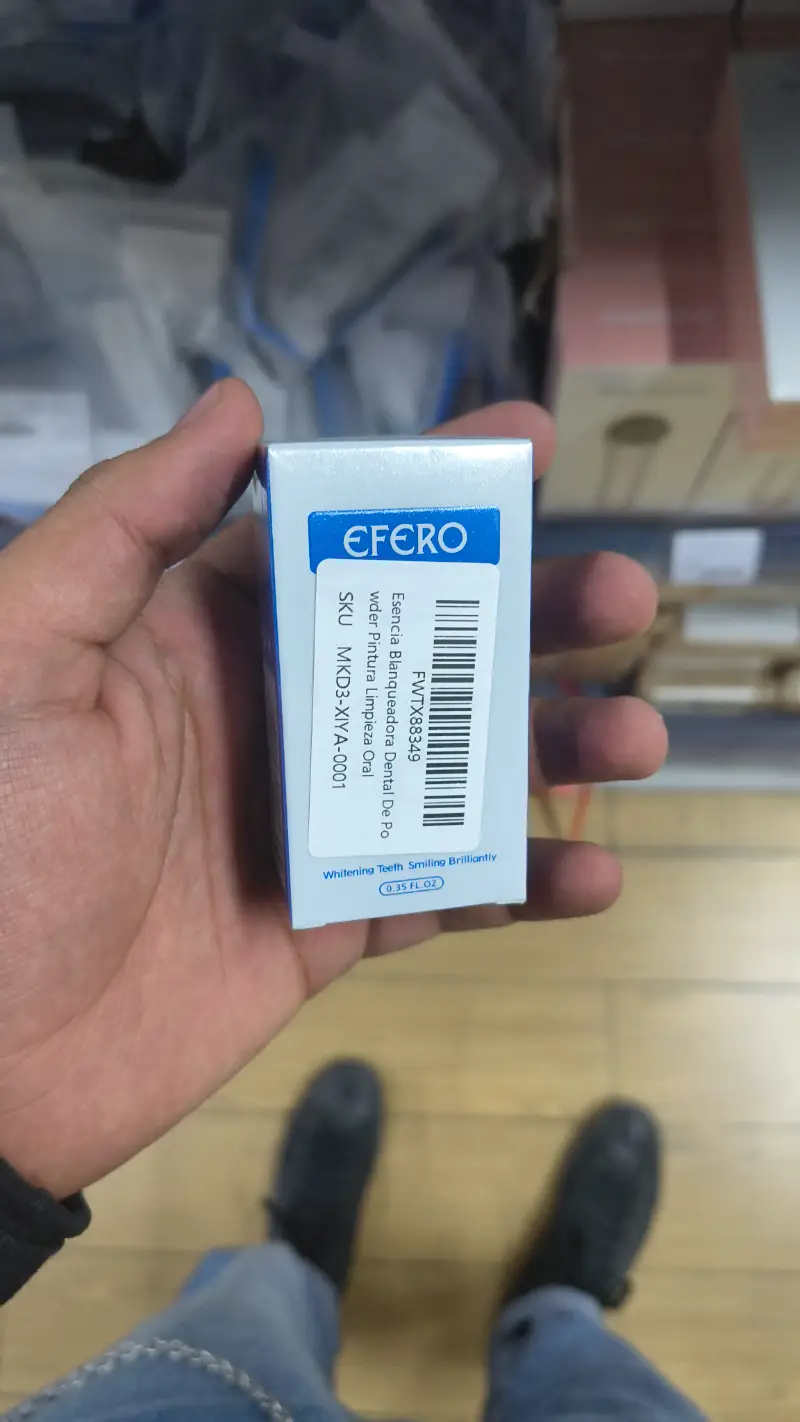 EFERO
FWTX88349
Esencia Blanqueadora Dental De Po
wder Pintura Limpieza Oral
SKU MKD3-XIYA-0001
Whitening Teeth Smiling Brilliantly
0.35 FL.OZ